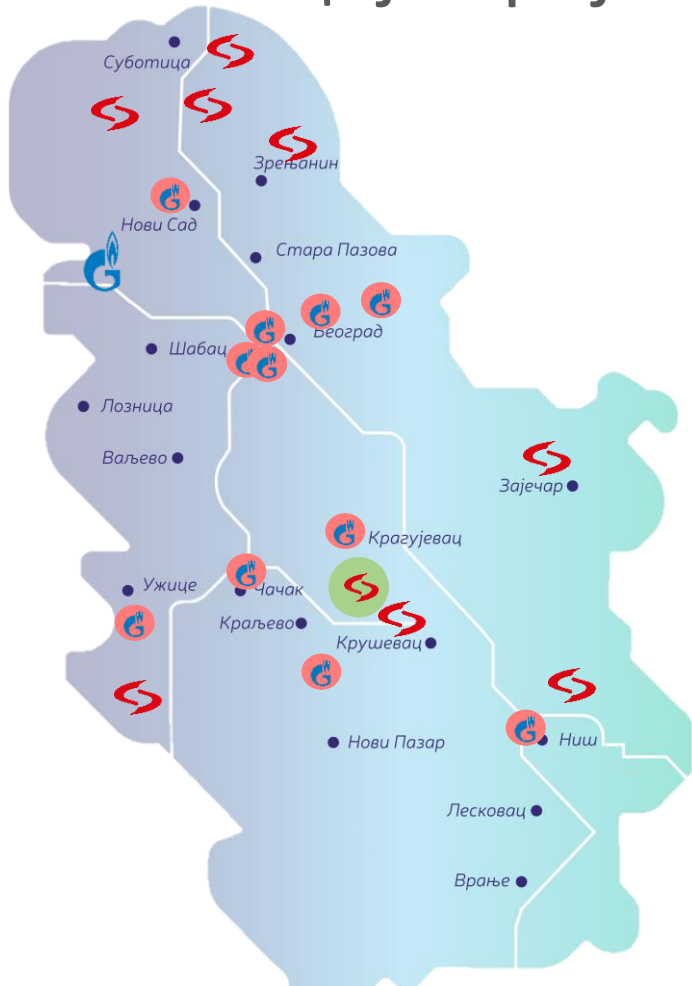 Суботица
Зрењанин
Нови Сад
Стара Пазова
Београд
Шабац
Лозница
Ваљево
Зајечар
Крагујевац
Ужице
Чачак
Краљево
Крушевац
Нови Пазар
Ниш
Лесковац
Врање